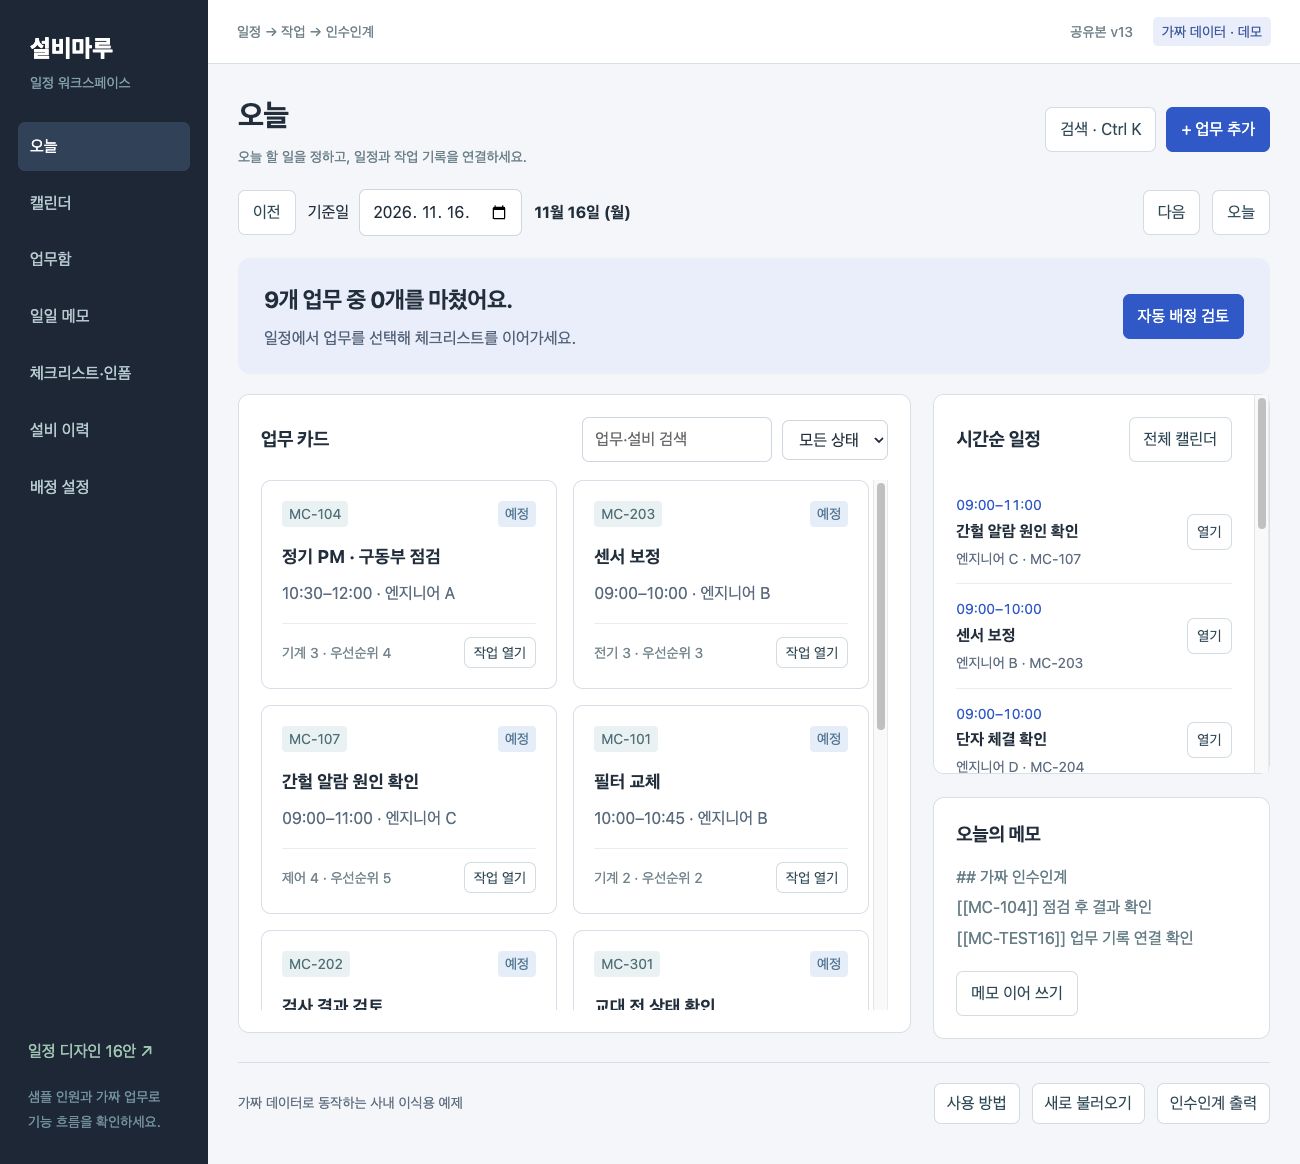 설비마루
일정 워크스페이스
오늘
캘린더
업무함
일일 메모
체크리스트·인폼
설비 이력
배정 설정
일정 디자인 16안 ↗
샘플 인원과 가짜 업무로
기능 흐름을 확인하세요.
일정 → 작업 → 인수인계
공유본 v13
가짜 데이터 · 데모
오늘
오늘 할 일을 정하고, 일정과 작업 기록을 연결하세요.
검색 · Ctrl K
+ 업무 추가
이전
기준일
2026. 11. 16.
11월 16일 (월)
다음
오늘
9개 업무 중 0개를 마쳤어요.
일정에서 업무를 선택해 체크리스트를 이어가세요.
자동 배정 검토
업무 카드
업무·설비 검색
모든 상태
MC-104
예정
정기 PM · 구동부 점검
10:30–12:00 · 엔지니어 A
기계 3 · 우선순위 4
작업 열기
MC-203
예정
센서 보정
09:00–10:00 · 엔지니어 B
전기 3 · 우선순위 3
작업 열기
MC-107
예정
간헐 알람 원인 확인
09:00–11:00 · 엔지니어 C
제어 4 · 우선순위 5
작업 열기
MC-101
예정
필터 교체
10:00–10:45 · 엔지니어 B
기계 2 · 우선순위 2
작업 열기
MC-202
예정
검사 결과 검토
MC-301
예정
교대 전 상태 확인
시간순 일정
전체 캘린더
09:00–11:00
간헐 알람 원인 확인
엔지니어 C · MC-107
열기
09:00–10:00
센서 보정
엔지니어 B · MC-203
열기
09:00–10:00
단자 체결 확인
엔지니어 D · MC-204
열기
오늘의 메모
## 가짜 인수인계
[[MC-104]] 점검 후 결과 확인
[[MC-TEST16]] 업무 기록 연결 확인
메모 이어 쓰기
가짜 데이터로 동작하는 사내 이식용 예제
사용 방법
새로 불러오기
인수인계 출력